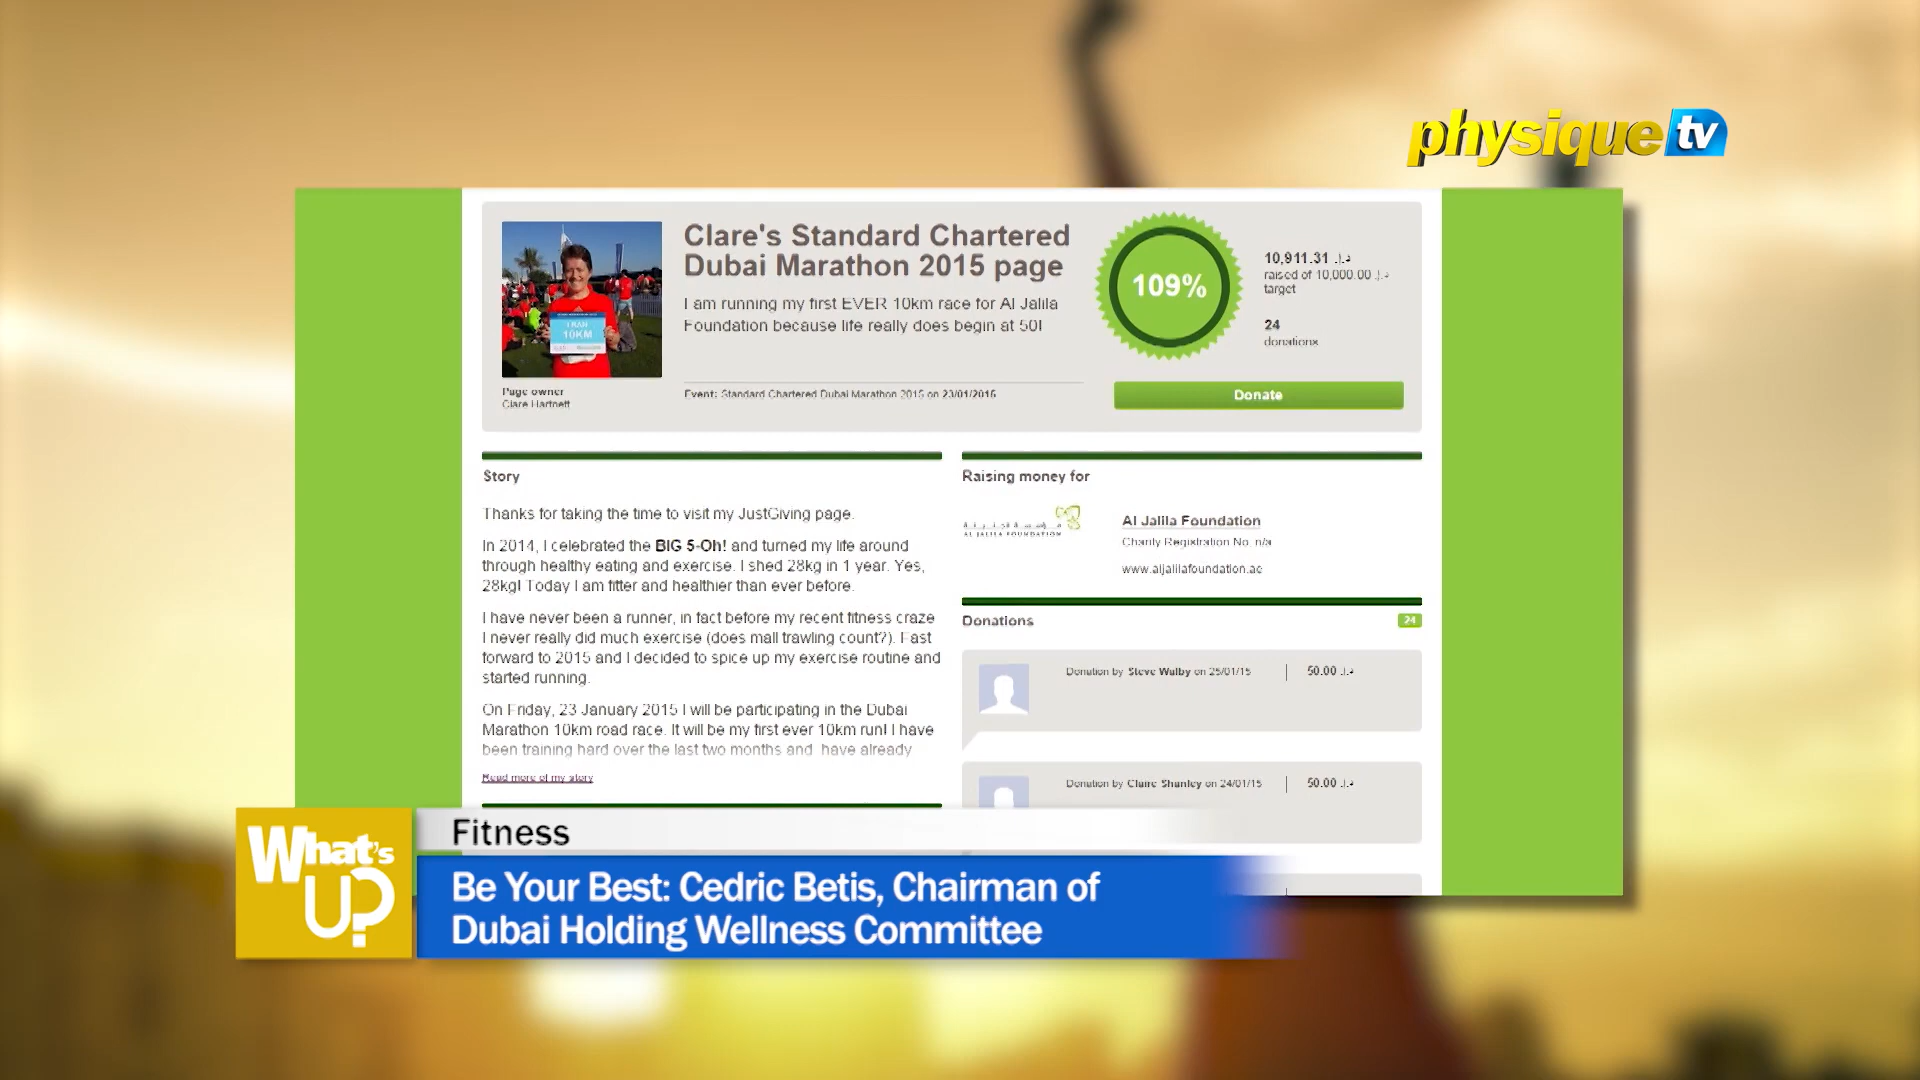 physique tv
Clare's Standard Chartered
Dubai Marathon 2015 page
I am running my first EVER 10km race for Al Jalila
Foundation because life really does begin at 50!
109%
10,911.31 د.إ.
raised of 10,000.00 د.إ.
target
24
donations
I RAN
10KM
Page owner
Clare Hartnett
Event: Standard Chartered Dubai Marathon 2015 on 23/01/2015
Donate
Story
Thanks for taking the time to visit my JustGiving page.
In 2014, I celebrated the BIG 5-Oh! and turned my life around
through healthy eating and exercise. I shed 28kg in 1 year. Yes,
28kg! Today I am fitter and healthier than ever before.
I have never been a runner, in fact before my recent fitness craze
I never really did much exercise (does mall trawling count?). Fast
forward to 2015 and I decided to spice up my exercise routine and
started running.
On Friday, 23 January 2015 I will be participating in the Dubai
Marathon 10km road race. It will be my first ever 10km run! I have
been training hard over the last two months and have already
Read more of my story
Raising money for
AL JALILA FOUNDATION
Al Jalila Foundation
Charity Registration No. n/a
www.aljalilafoundation.ae
Donations
24
Donation by Steve Walby on 25/01/15
50.00 د.إ.
Donation by Claire Shanley on 24/01/15
50.00 د.إ.
What's
UP?
Fitness
Be Your Best: Cedric Betis, Chairman of
Dubai Holding Wellness Committee